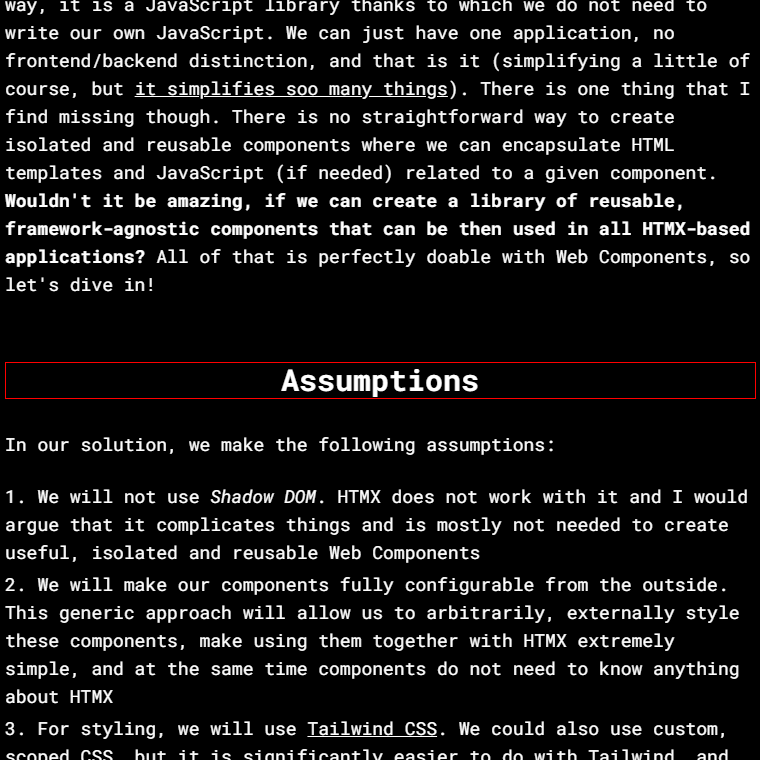 way, it is a JavaScript library thanks to which we do not need to
write our own JavaScript. We can just have one application, no
frontend/backend distinction, and that is it (simplifying a little of
course, but it simplifies soo many things). There is one thing that I
find missing though. There is no straightforward way to create
isolated and reusable components where we can encapsulate HTML
templates and JavaScript (if needed) related to a given component.
Wouldn't it be amazing, if we can create a library of reusable,
framework-agnostic components that can be then used in all HTMX-based
applications? All of that is perfectly doable with Web Components, so
let's dive in!
Assumptions
In our solution, we make the following assumptions:
1. We will not use Shadow DOM. HTMX does not work with it and I would
argue that it complicates things and is mostly not needed to create
useful, isolated and reusable Web Components
2. We will make our components fully configurable from the outside.
This generic approach will allow us to arbitrarily, externally style
these components, make using them together with HTMX extremely
simple, and at the same time components do not need to know anything
about HTMX
3. For styling, we will use Tailwind CSS. We could also use custom,
scoped CSS, but it is significantly easier to do with Tailwind, and